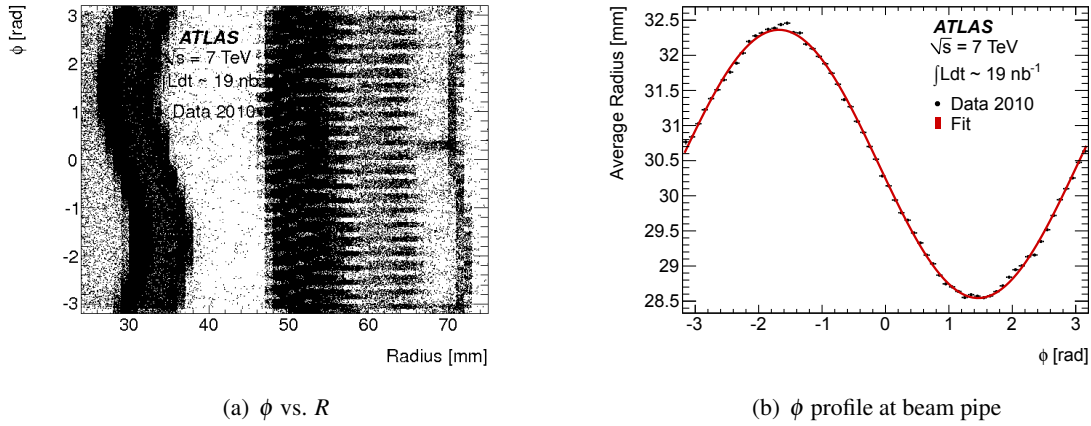 φ [rad]
3
2
1
0
-1
-2
-3
ATLAS
√s = 7 TeV
∫Ldt ~ 19 nb
Data 2010
30 40 50 60 70
Radius [mm]
(a) φ vs. R
Average Radius [mm]
32.5
32
31.5
31
30.5
30
29.5
29
28.5
ATLAS
√s = 7 TeV
∫Ldt ~ 19 nb⁻¹
Data 2010
Fit
-3 -2 -1 0 1 2 3
φ [rad]
(b) φ profile at beam pipe